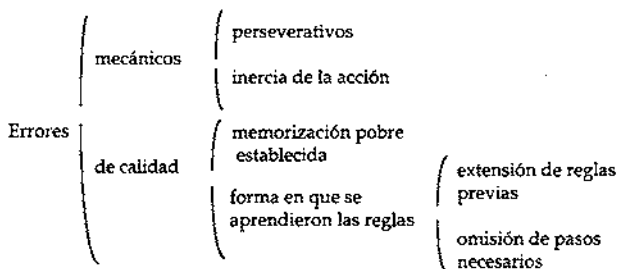 perseverativos
mecánicos
inercia de la acción
Errores
memorización pobre
establecida
de calidad
extensión de reglas
previas
forma en que se
aprendieron las reglas
omisión de pasos
necesarios